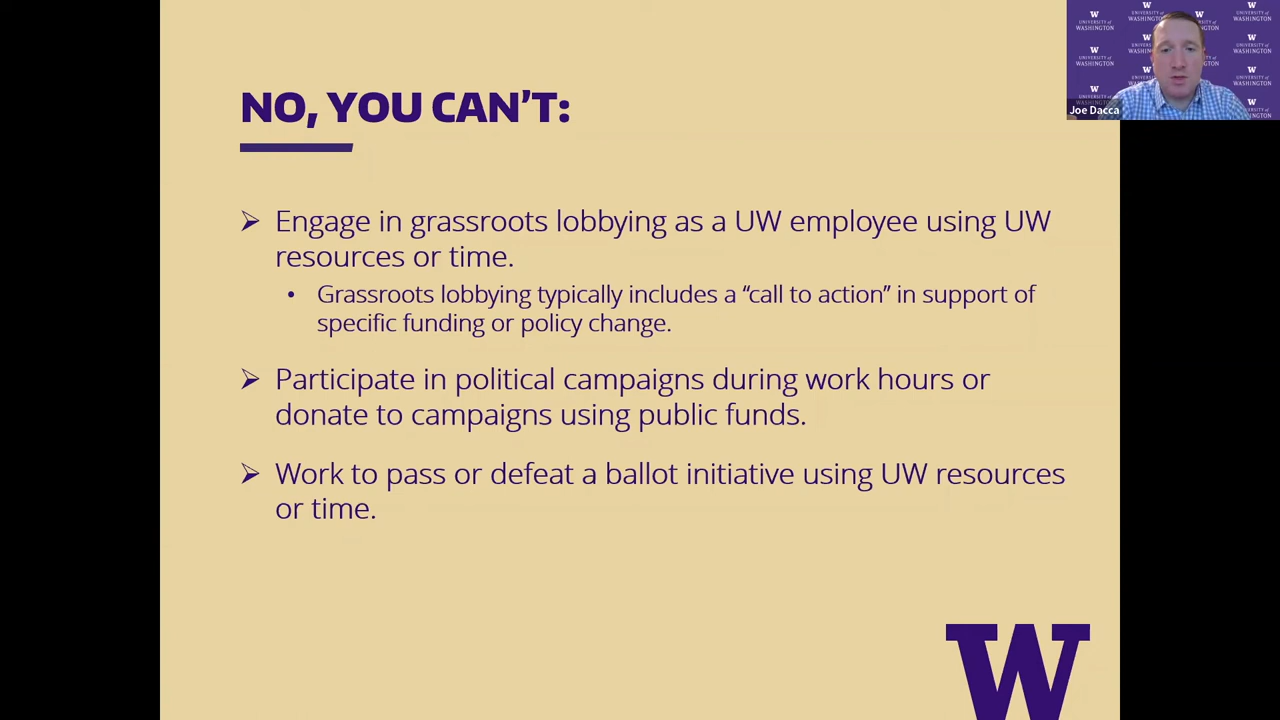 NO, YOU CAN'T:
➢ Engage in grassroots lobbying as a UW employee using UW
resources or time.
• Grassroots lobbying typically includes a “call to action” in support of
specific funding or policy change.
➢ Participate in political campaigns during work hours or
donate to campaigns using public funds.
➢ Work to pass or defeat a ballot initiative using UW resources
or time.
W
W
UNIVERSITY of
WASHINGTON
Joe Dacca